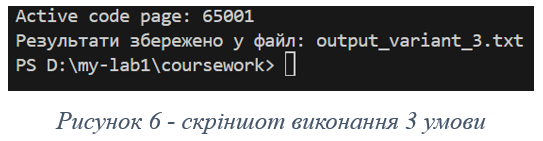 Active code page: 65001
Результати збережено у файл: output_variant_3.txt
PS D:\my-lab1\coursework>
Рисунок 6 - скріншот виконання 3 умови